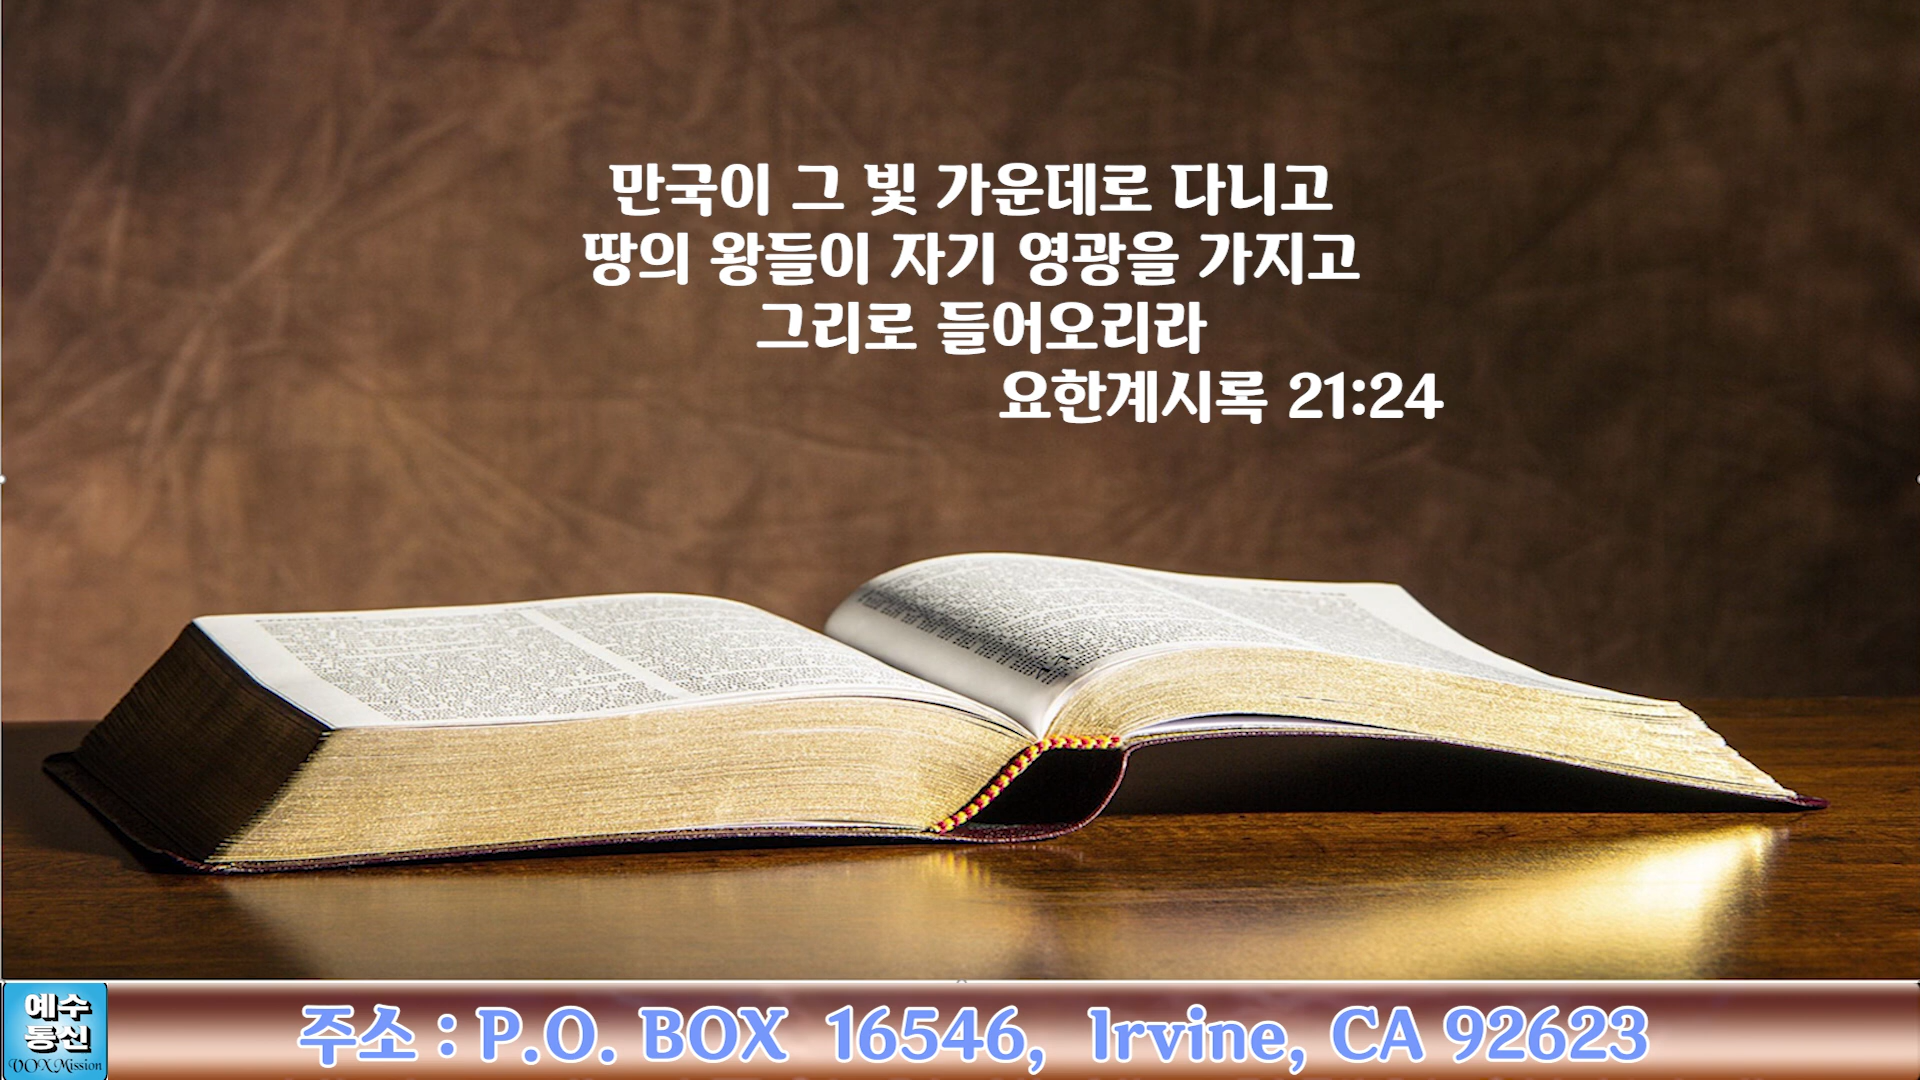 만국이 그 빛 가운데로 다니고
땅의 왕들이 자기 영광을 가지고
그리로 들어오리라
요한계시록 21:24
예수
통신
VOX Mission
주소 : P.O. BOX 16546, Irvine, CA 92623